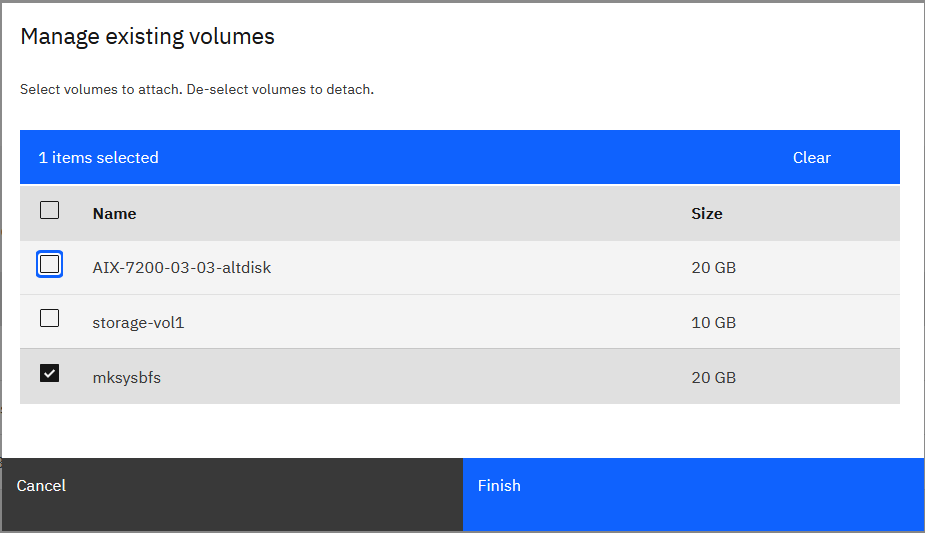 Manage existing volumes
Select volumes to attach. De-select volumes to detach.
1 items selected Clear
Name Size
AIX-7200-03-03-altdisk 20 GB
storage-vol1 10 GB
mksysbfs 20 GB
Cancel Finish